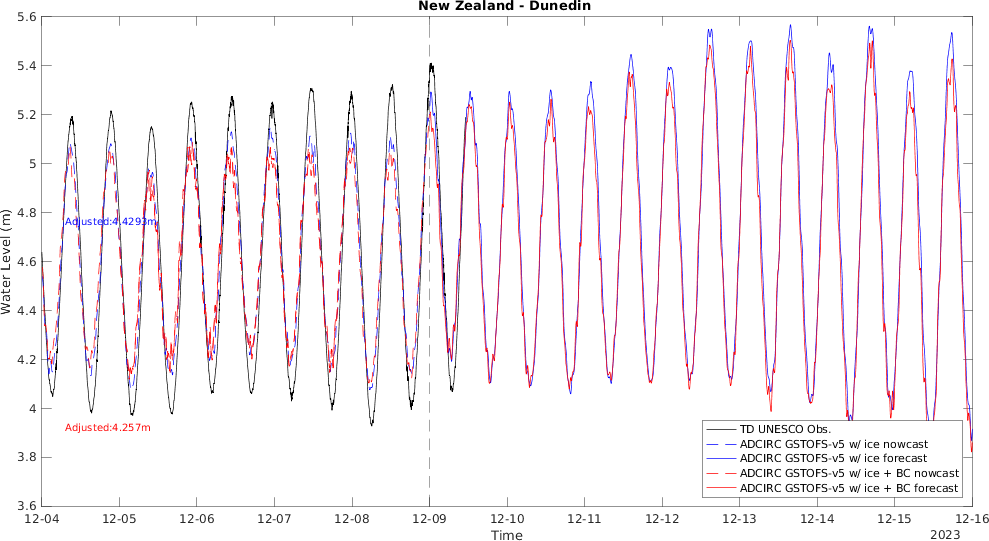 New Zealand - Dunedin
5.6
5.4
5.2
5
4.8
4.6
4.4
4.2
4
3.8
3.6
Water Level (m)
Adjusted:4.4293m
Adjusted:4.257m
TD UNESCO Obs.
ADCIRC GSTOFS-v5 w/ ice nowcast
ADCIRC GSTOFS-v5 w/ ice forecast
ADCIRC GSTOFS-v5 w/ ice + BC nowcast
ADCIRC GSTOFS-v5 w/ ice + BC forecast
12-04 12-05 12-06 12-07 12-08 12-09 12-10 12-11 12-12 12-13 12-14 12-15 12-16
Time
2023